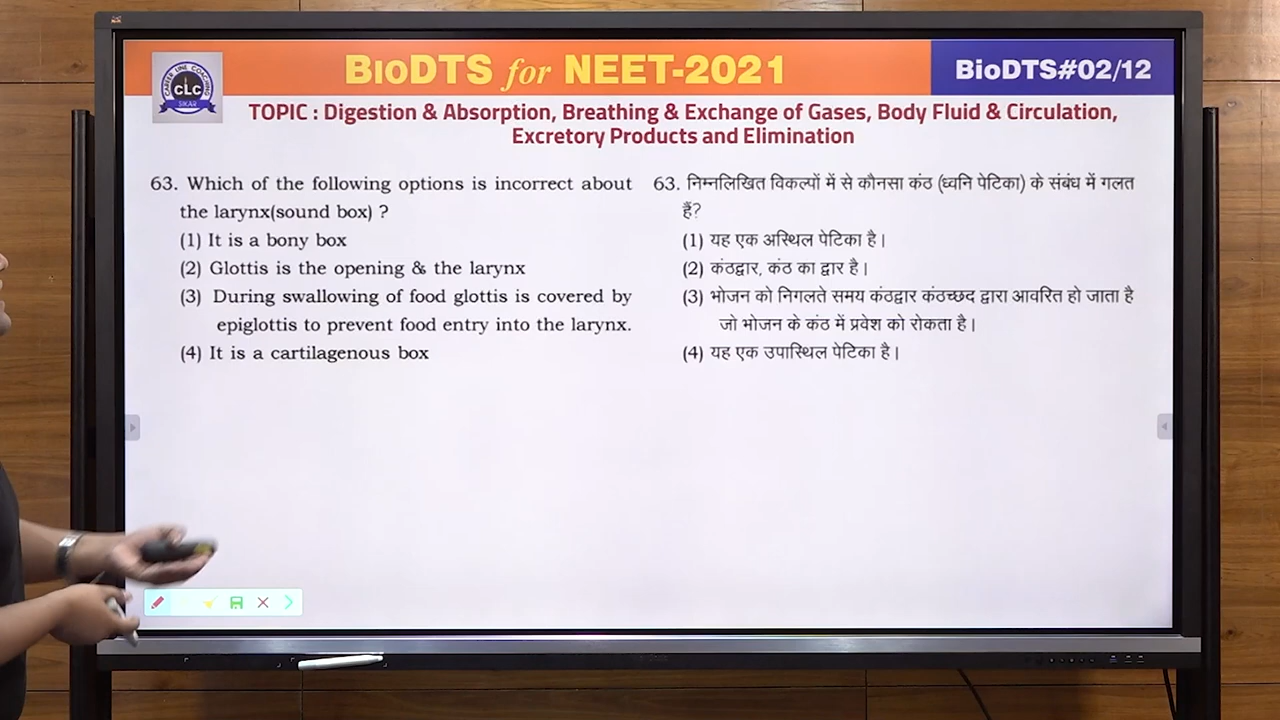 BIODTS for NEET-2021
BioDTS#02/12
CAREER LINE COACHING
CLC
SIKAR
TOPIC : Digestion & Absorption, Breathing & Exchange of Gases, Body Fluid & Circulation,
Excretory Products and Elimination
63. Which of the following options is incorrect about
the larynx(sound box) ?
(1) It is a bony box
(2) Glottis is the opening & the larynx
(3) During swallowing of food glottis is covered by
epiglottis to prevent food entry into the larynx.
(4) It is a cartilagenous box
63. निम्नलिखित विकल्पों में से कौनसा कंठ (ध्वनि पेटिका) के संबंध में गलत
हैं?
(1) यह एक अस्थिल पेटिका है।
(2) कंठद्वार, कंठ का द्वार है।
(3) भोजन को निगलते समय कंठद्वार कंठच्छद द्वारा आवरित हो जाता है
जो भोजन के कंठ में प्रवेश को रोकता है।
(4) यह एक उपास्थिल पेटिका है।